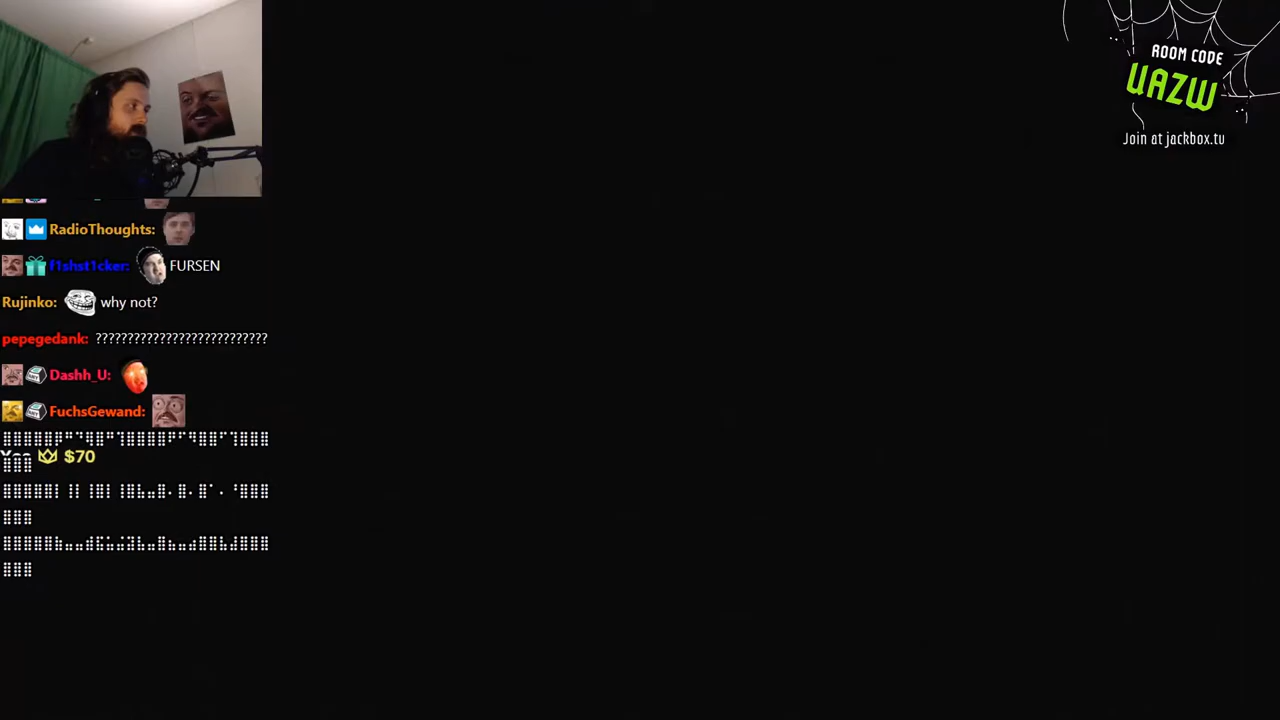 ROOM CODE
UAZW
Join at jackbox.tv
RadioThoughts:
f1shst1cker: FURSEN
Rujinko: why not?
pepegedank: ???????????????????????????
Dashh_U:
FuchsGewand:
$70